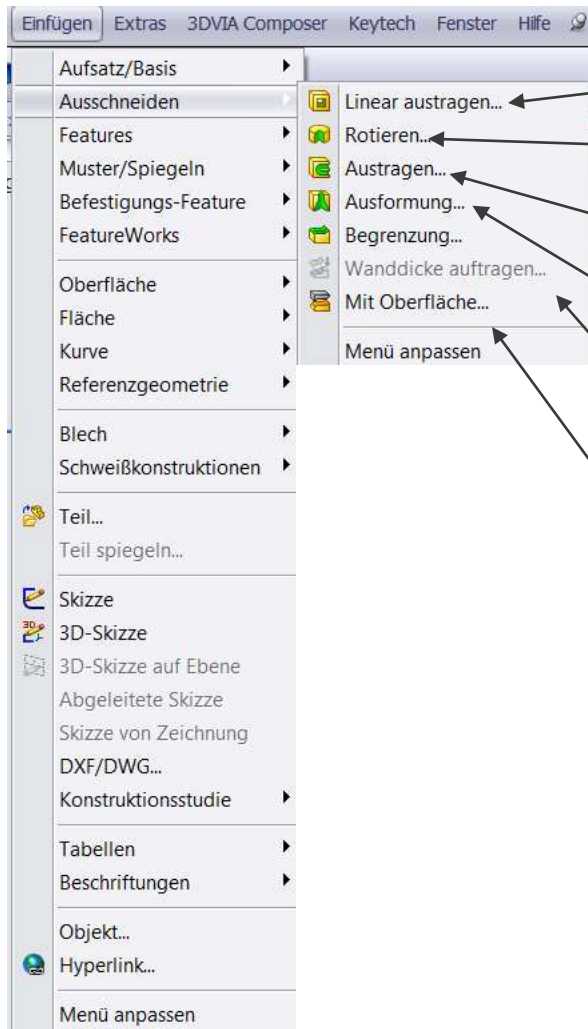 Einfügen Extras 3DVIA Composer Keytech Fenster Hilfe
Aufsatz/Basis
Ausschneiden
Features
Muster/Spiegeln
Befestigungs-Feature
FeatureWorks
Oberfläche
Fläche
Kurve
Referenzgeometrie
Blech
Schweißkonstruktionen
Teil...
Teil spiegeln...
Skizze
3D-Skizze
3D-Skizze auf Ebene
Abgeleitete Skizze
Skizze von Zeichnung
DXF/DWG...
Konstruktionsstudie
Tabellen
Beschriftungen
Objekt...
Hyperlink...
Menü anpassen
Linear austragen...
Rotieren...
Austragen...
Ausformung...
Begrenzung...
Wanddicke auftragen...
Mit Oberfläche...
Menü anpassen